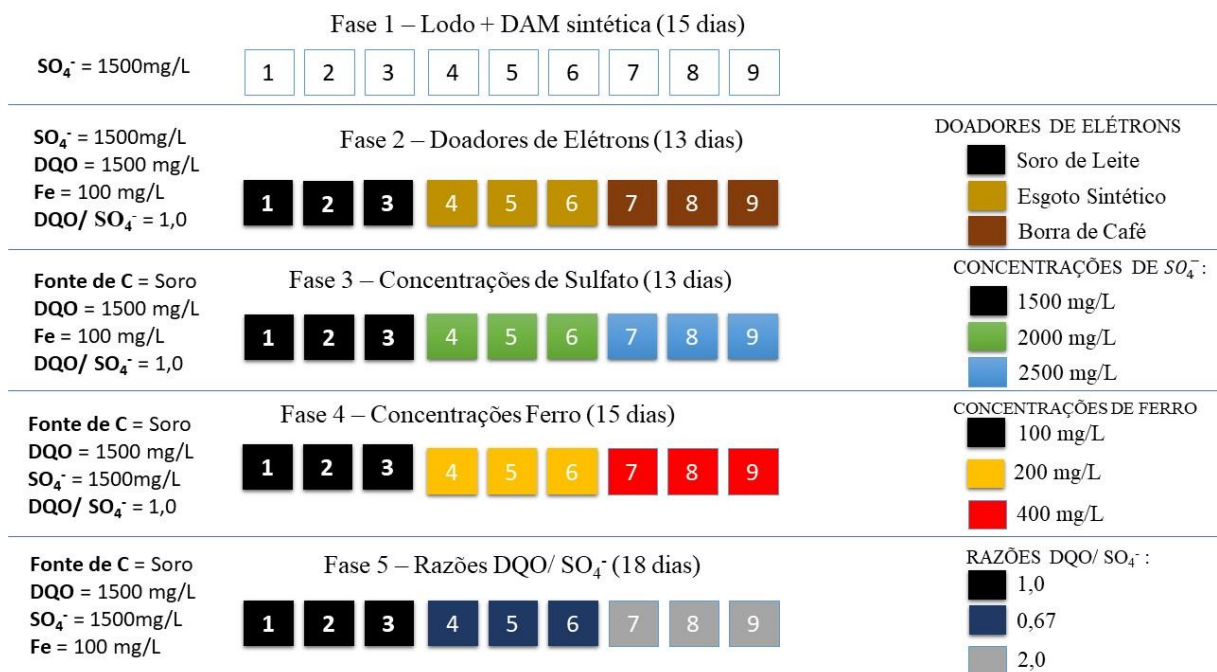 Fase 1 – Lodo + DAM sintética (15 dias)
SO₄⁻ = 1500mg/L
1 2 3 4 5 6 7 8 9
SO₄⁻ = 1500mg/L
DQO = 1500 mg/L
Fe = 100 mg/L
DQO/ SO₄⁻ = 1,0
Fase 2 – Doadores de Elétrons (13 dias)
1 2 3 4 5 6 7 8 9
DOADORES DE ELÉTRONS
Soro de Leite
Esgoto Sintético
Borra de Café
Fonte de C = Soro
DQO = 1500 mg/L
Fe = 100 mg/L
DQO/ SO₄⁻ = 1,0
Fase 3 – Concentrações de Sulfato (13 dias)
1 2 3 4 5 6 7 8 9
CONCENTRAÇÕES DE SO₄⁻:
1500 mg/L
2000 mg/L
2500 mg/L
Fonte de C = Soro
DQO = 1500 mg/L
SO₄⁻ = 1500mg/L
DQO/ SO₄⁻ = 1,0
Fase 4 – Concentrações Ferro (15 dias)
1 2 3 4 5 6 7 8 9
CONCENTRAÇÕES DE FERRO
100 mg/L
200 mg/L
400 mg/L
Fonte de C = Soro
DQO = 1500 mg/L
SO₄⁻ = 1500mg/L
Fe = 100 mg/L
Fase 5 – Razões DQO/ SO₄⁻ (18 dias)
1 2 3 4 5 6 7 8 9
RAZÕES DQO/ SO₄⁻ :
1,0
0,67
2,0